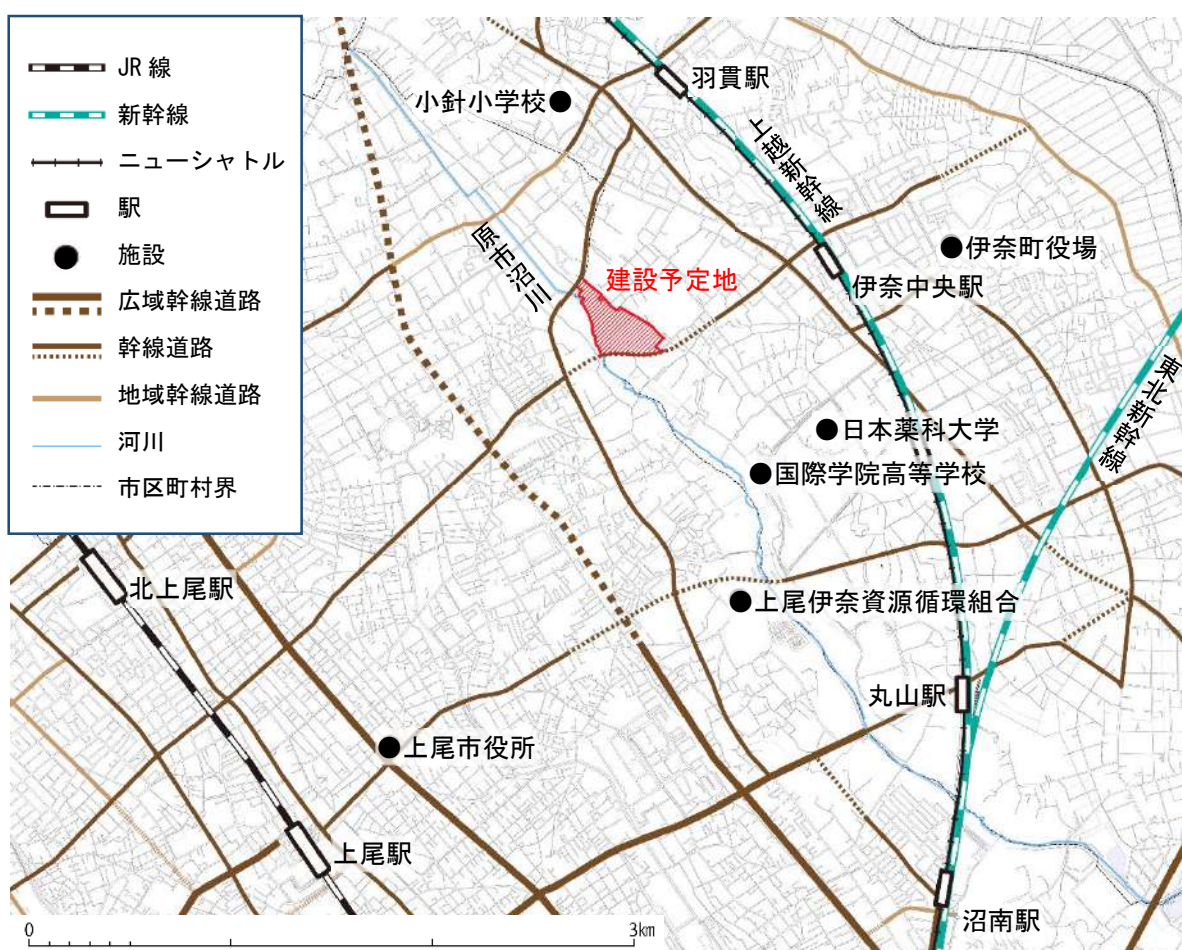 JR 線
新幹線
ニューシャトル
駅
施設
広域幹線道路
幹線道路
地域幹線道路
河川
市区町村界
羽貫駅
小針小学校
上越新幹線
原市沼川
建設予定地
伊奈町役場
伊奈中央駅
東北新幹線
日本薬科大学
国際学院高等学校
北上尾駅
上尾伊奈資源循環組合
丸山駅
上尾市役所
上尾駅
沼南駅
0
3km